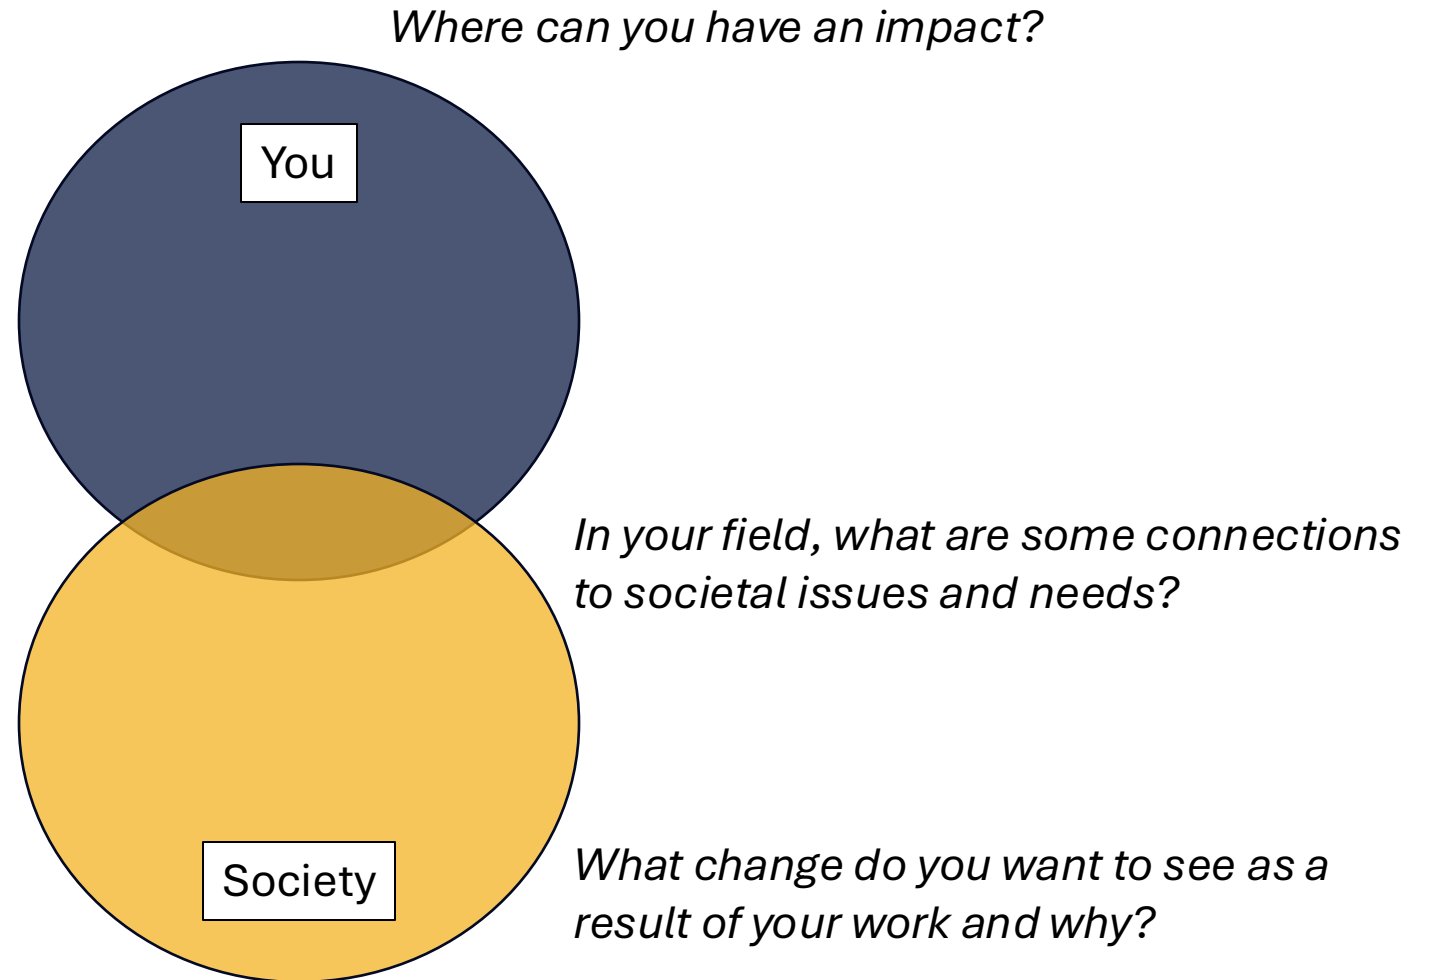 Where can you have an impact?
You
In your field, what are some connections
to societal issues and needs?
Society
What change do you want to see as a
result of your work and why?